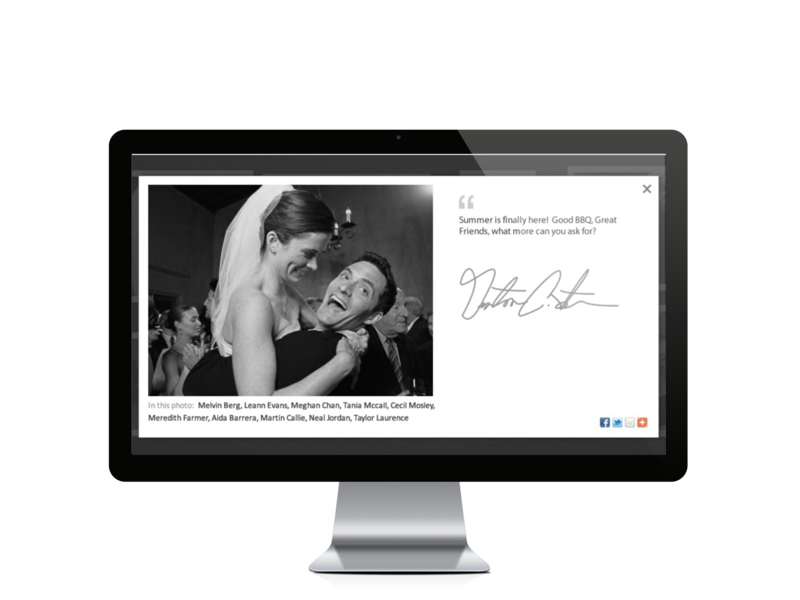 Summer is finally here!  Good BBQ, Great
Friends, what more can you ask for?
In this photo:  Melvin Berg, Leann Evans, Meghan Chan, Tania Mccall, Cecil Mosley,
Meredith Farmer, Aida Barrera, Martin Callie, Neal Jordan, Taylor Laurence